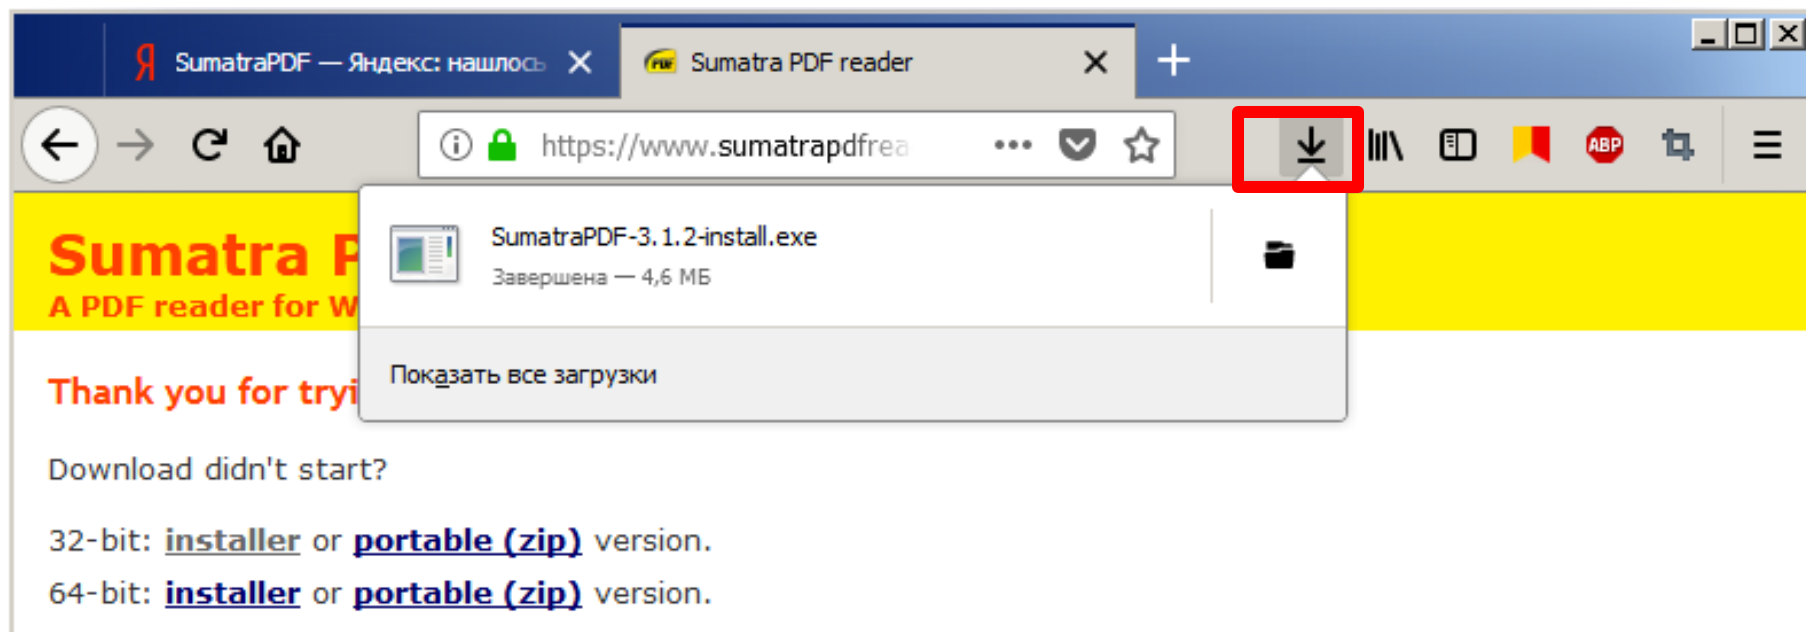 Я SumatraPDF — Яндекс: нашлось
PDF Sumatra PDF reader
https://www.sumatrapdfrea
ABP
SumatraPDF-3.1.2-install.exe
Завершена — 4,6 МБ
Показать все загрузки
Sumatra P
A PDF reader for W
Thank you for tryi
Download didn't start?
32-bit: installer or portable (zip) version.
64-bit: installer or portable (zip) version.